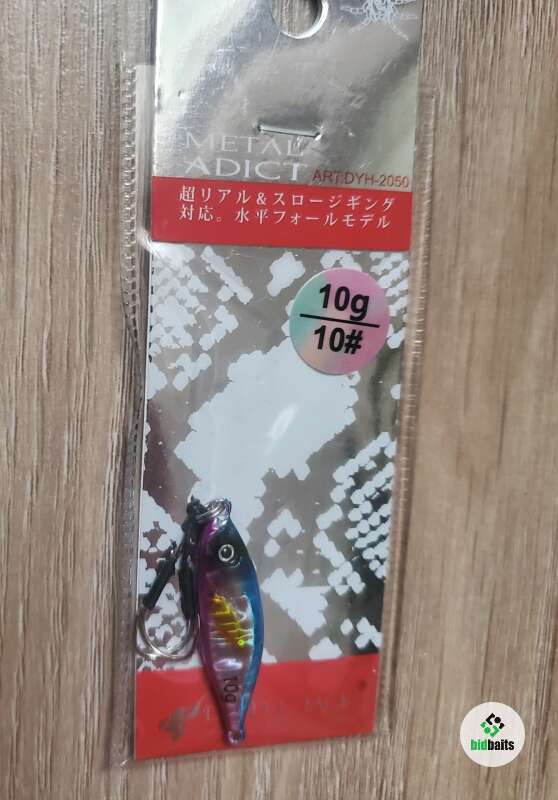 METAL
ADICT
ART:DYH-2050
超リアル&スロージギング
対応。水平フォールモデル
10g
10#
10g
bidbaits